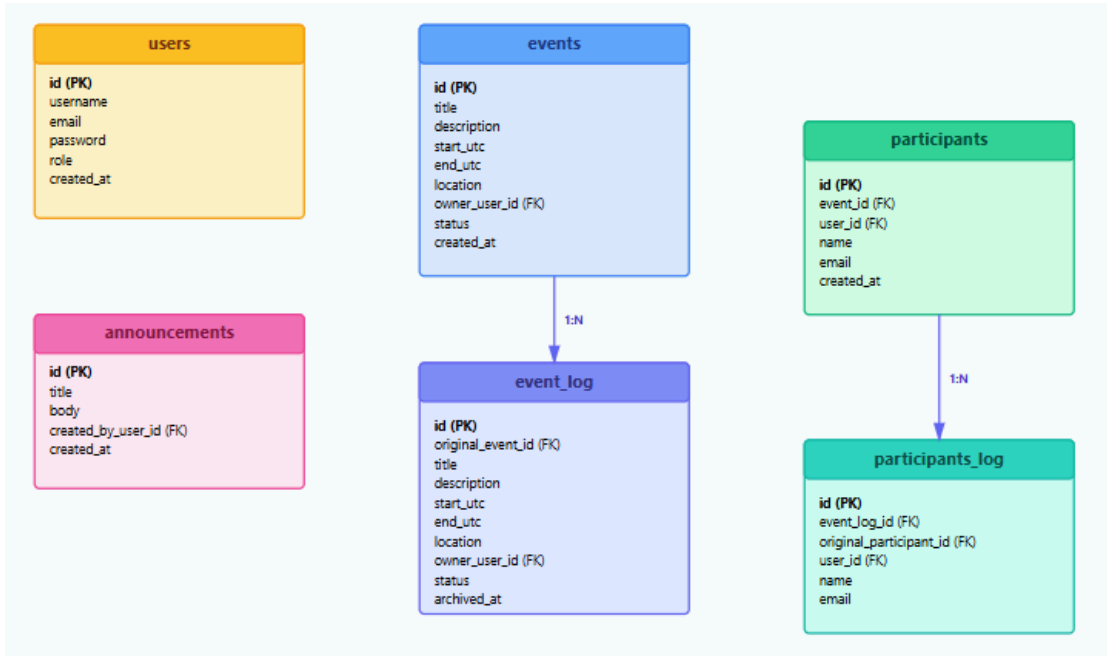 users
id (PK)
username
email
password
role
created_at
events
id (PK)
title
description
start_utc
end_utc
location
owner_user_id (FK)
status
created_at
participants
id (PK)
event_id (FK)
user_id (FK)
name
email
created_at
announcements
id (PK)
title
body
created_by_user_id (FK)
created_at
1:N
event_log
id (PK)
original_event_id (FK)
title
description
start_utc
end_utc
location
owner_user_id (FK)
status
archived_at
1:N
participants_log
id (PK)
event_log_id (FK)
original_participant_id (FK)
user_id (FK)
name
email